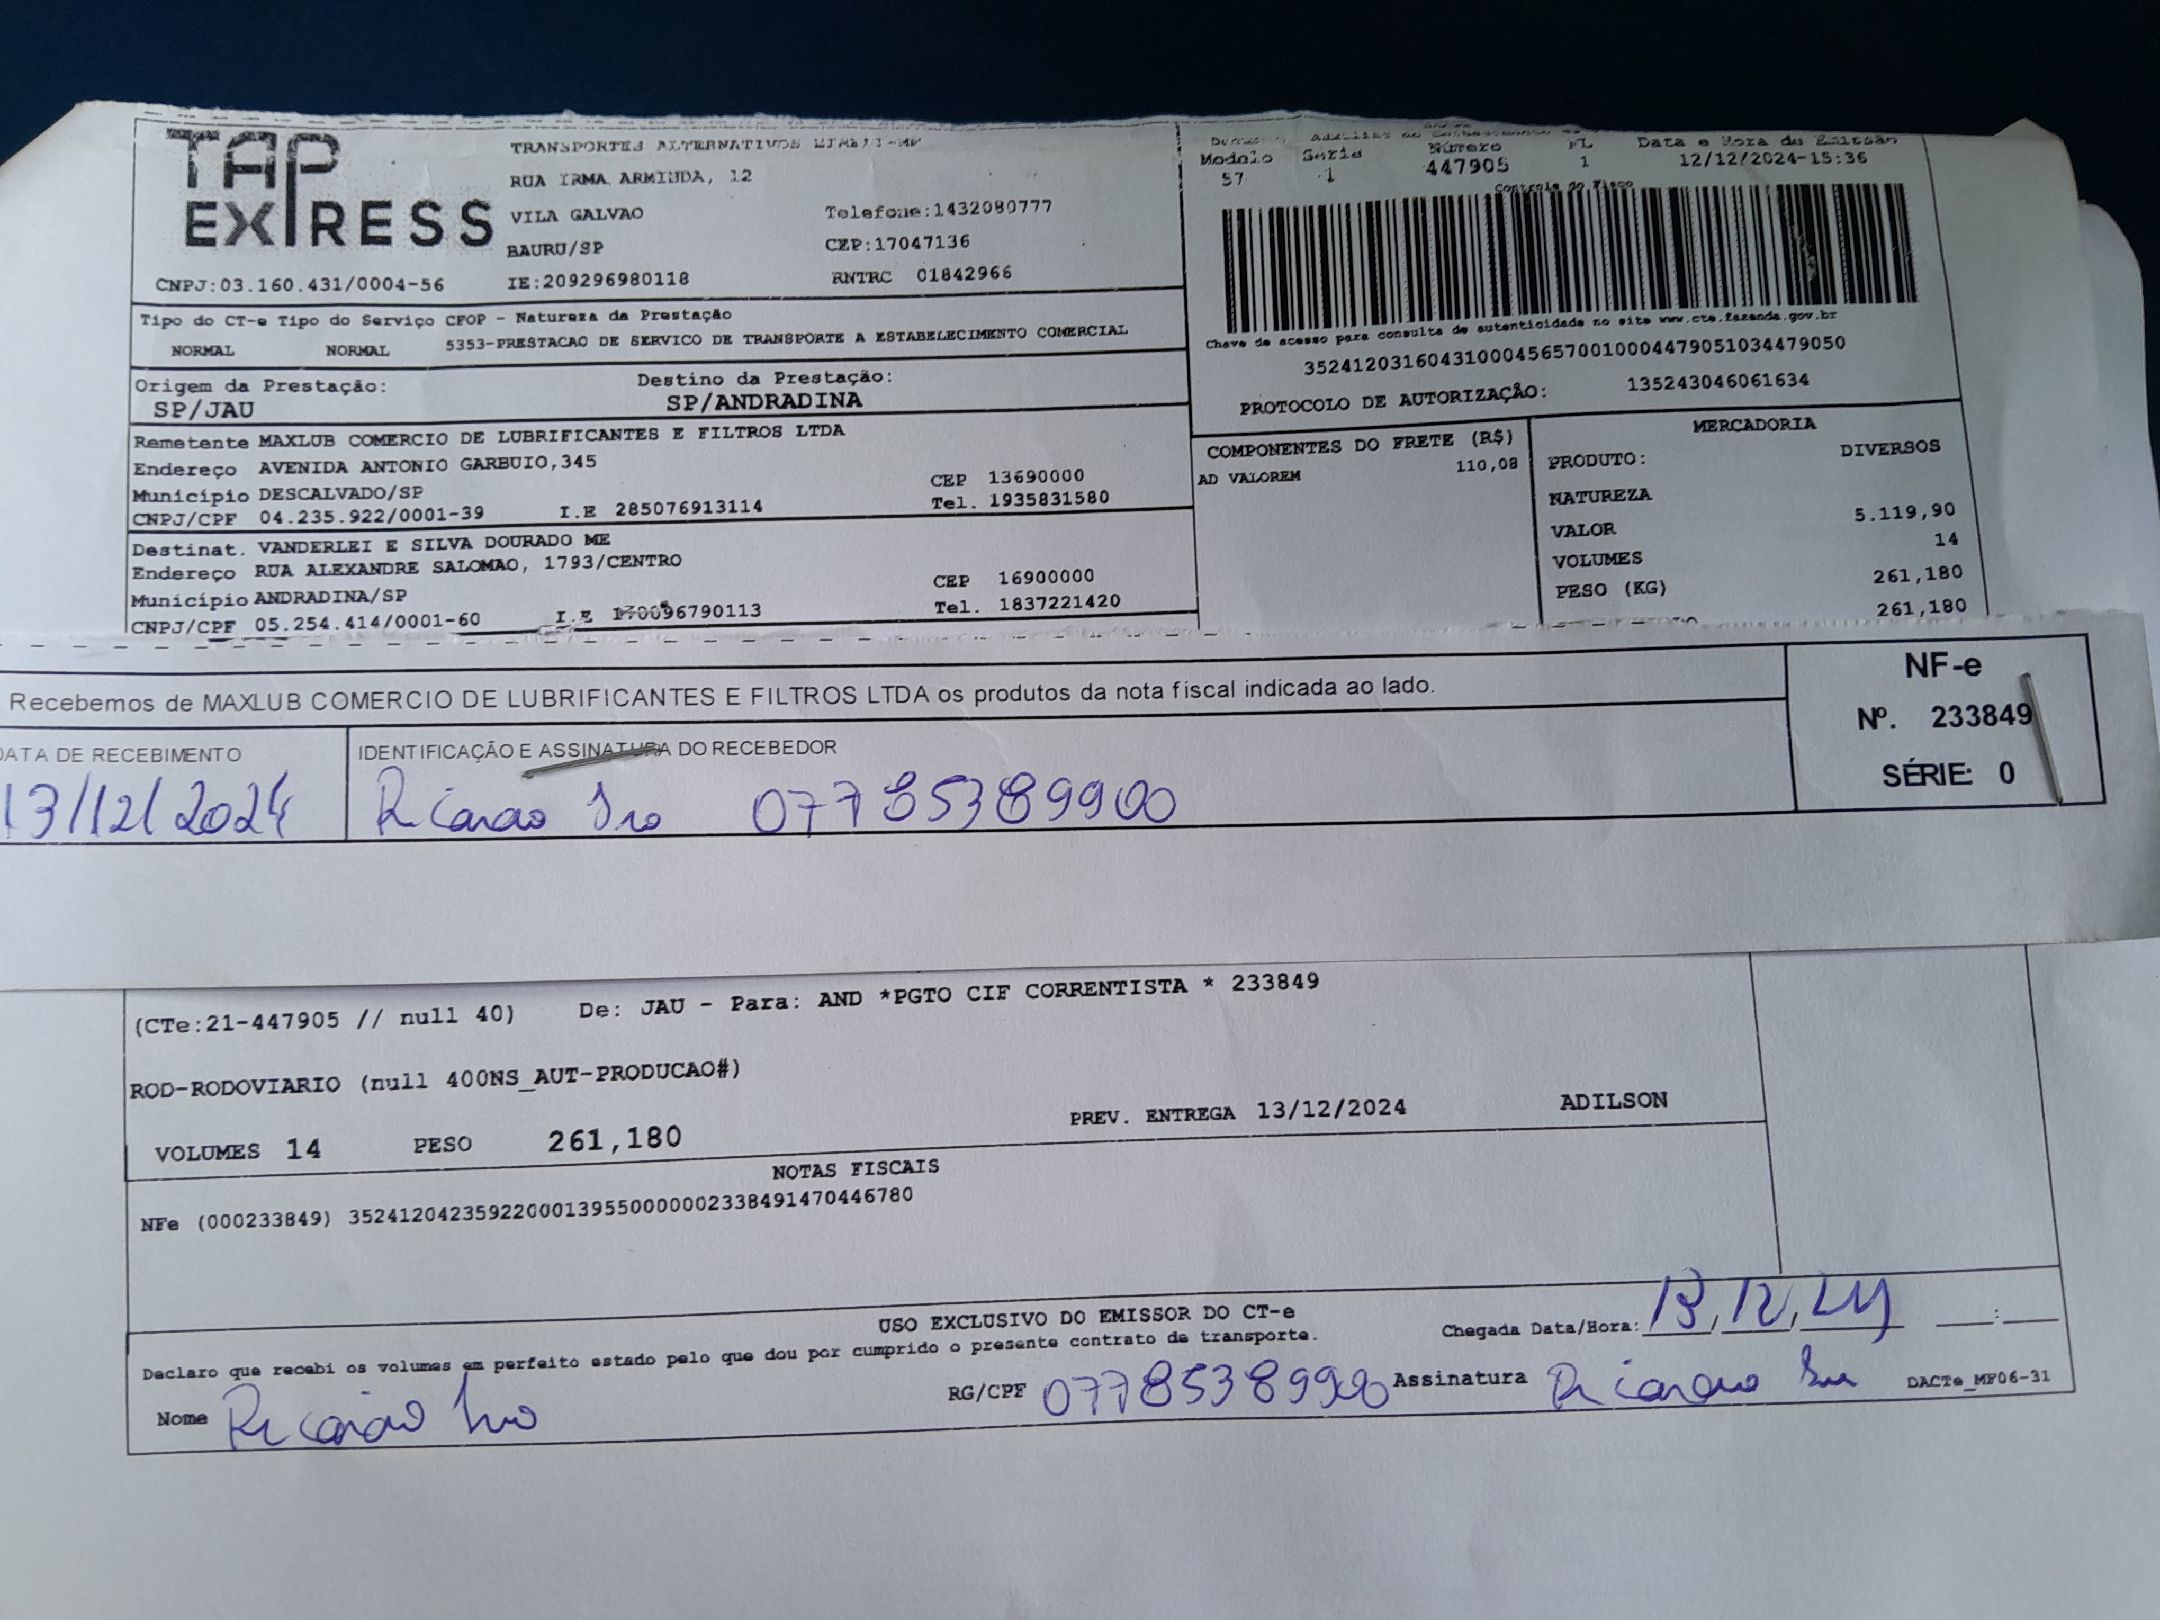 TAP
EXPRESS
TRANSPORTES ALTERNATIVOS
RUA IRMA ARMINDA, 12
VILA GALVAO Telefone:1432080777
BAURU/SP CEP:17047136
CNPJ:03.160.431/0004-56 IE:209296980118 RNTRC 01842966
Modelo Série Número FL Data e Hora de Emissão
57 1 447905 1 12/12/2024-15:36
Controle do Fisco
Chave de acesso para consulta de autenticidade no site www.cte.fazenda.gov.br
35241203160431000456570010004479051034479050
PROTOCOLO DE AUTORIZAÇÃO: 135243046061634
Tipo do CT-e Tipo do Serviço CFOP - Natureza da Prestação
NORMAL NORMAL 5353-PRESTACAO DE SERVICO DE TRANSPORTE A ESTABELECIMENTO COMERCIAL
Origem da Prestação: Destino da Prestação:
SP/JAU SP/ANDRADINA
Remetente MAXLUB COMERCIO DE LUBRIFICANTES E FILTROS LTDA
Endereço AVENIDA ANTONIO GARBUIO,345 CEP 13690000
Município DESCALVADO/SP Tel. 1935831580
CNPJ/CPF 04.235.922/0001-39 I.E 285076913114
Destinat. VANDERLEI E SILVA DOURADO ME
Endereço RUA ALEXANDRE SALOMAO, 1793/CENTRO CEP 16900000
Município ANDRADINA/SP Tel. 1837221420
CNPJ/CPF 05.254.414/0001-60 I.E 170096790113
COMPONENTES DO FRETE (R$)
AD VALOREM 110,08
MERCADORIA
PRODUTO: DIVERSOS
NATUREZA
VALOR 5.119,90
VOLUMES 14
PESO (KG) 261,180
261,180
Recebemos de MAXLUB COMERCIO DE LUBRIFICANTES E FILTROS LTDA os produtos da nota fiscal indicada ao lado.
NF-e
Nº. 233849
SÉRIE: 0
DATA DE RECEBIMENTO IDENTIFICAÇÃO E ASSINATURA DO RECEBEDOR
13/12/2024 Ricardo 07785389900
(CTe:21-447905 // null 40) De: JAU - Para: AND *PGTO CIF CORRENTISTA * 233849
ROD-RODOVIARIO (null 400NS_AUT-PRODUCAO#)
PREV. ENTREGA 13/12/2024 ADILSON
VOLUMES 14 PESO 261,180
NOTAS FISCAIS
NFe (000233849) 35241204235922000139550000002338491470446780
USO EXCLUSIVO DO EMISSOR DO CT-e
Declaro que recebi os volumes em perfeito estado pelo que dou por cumprido o presente contrato de transporte.
Chegada Data/Hora: 13,12,24 :
Nome Ricardo RG/CPF Assinatura Ricardo DACTe_MF06-31